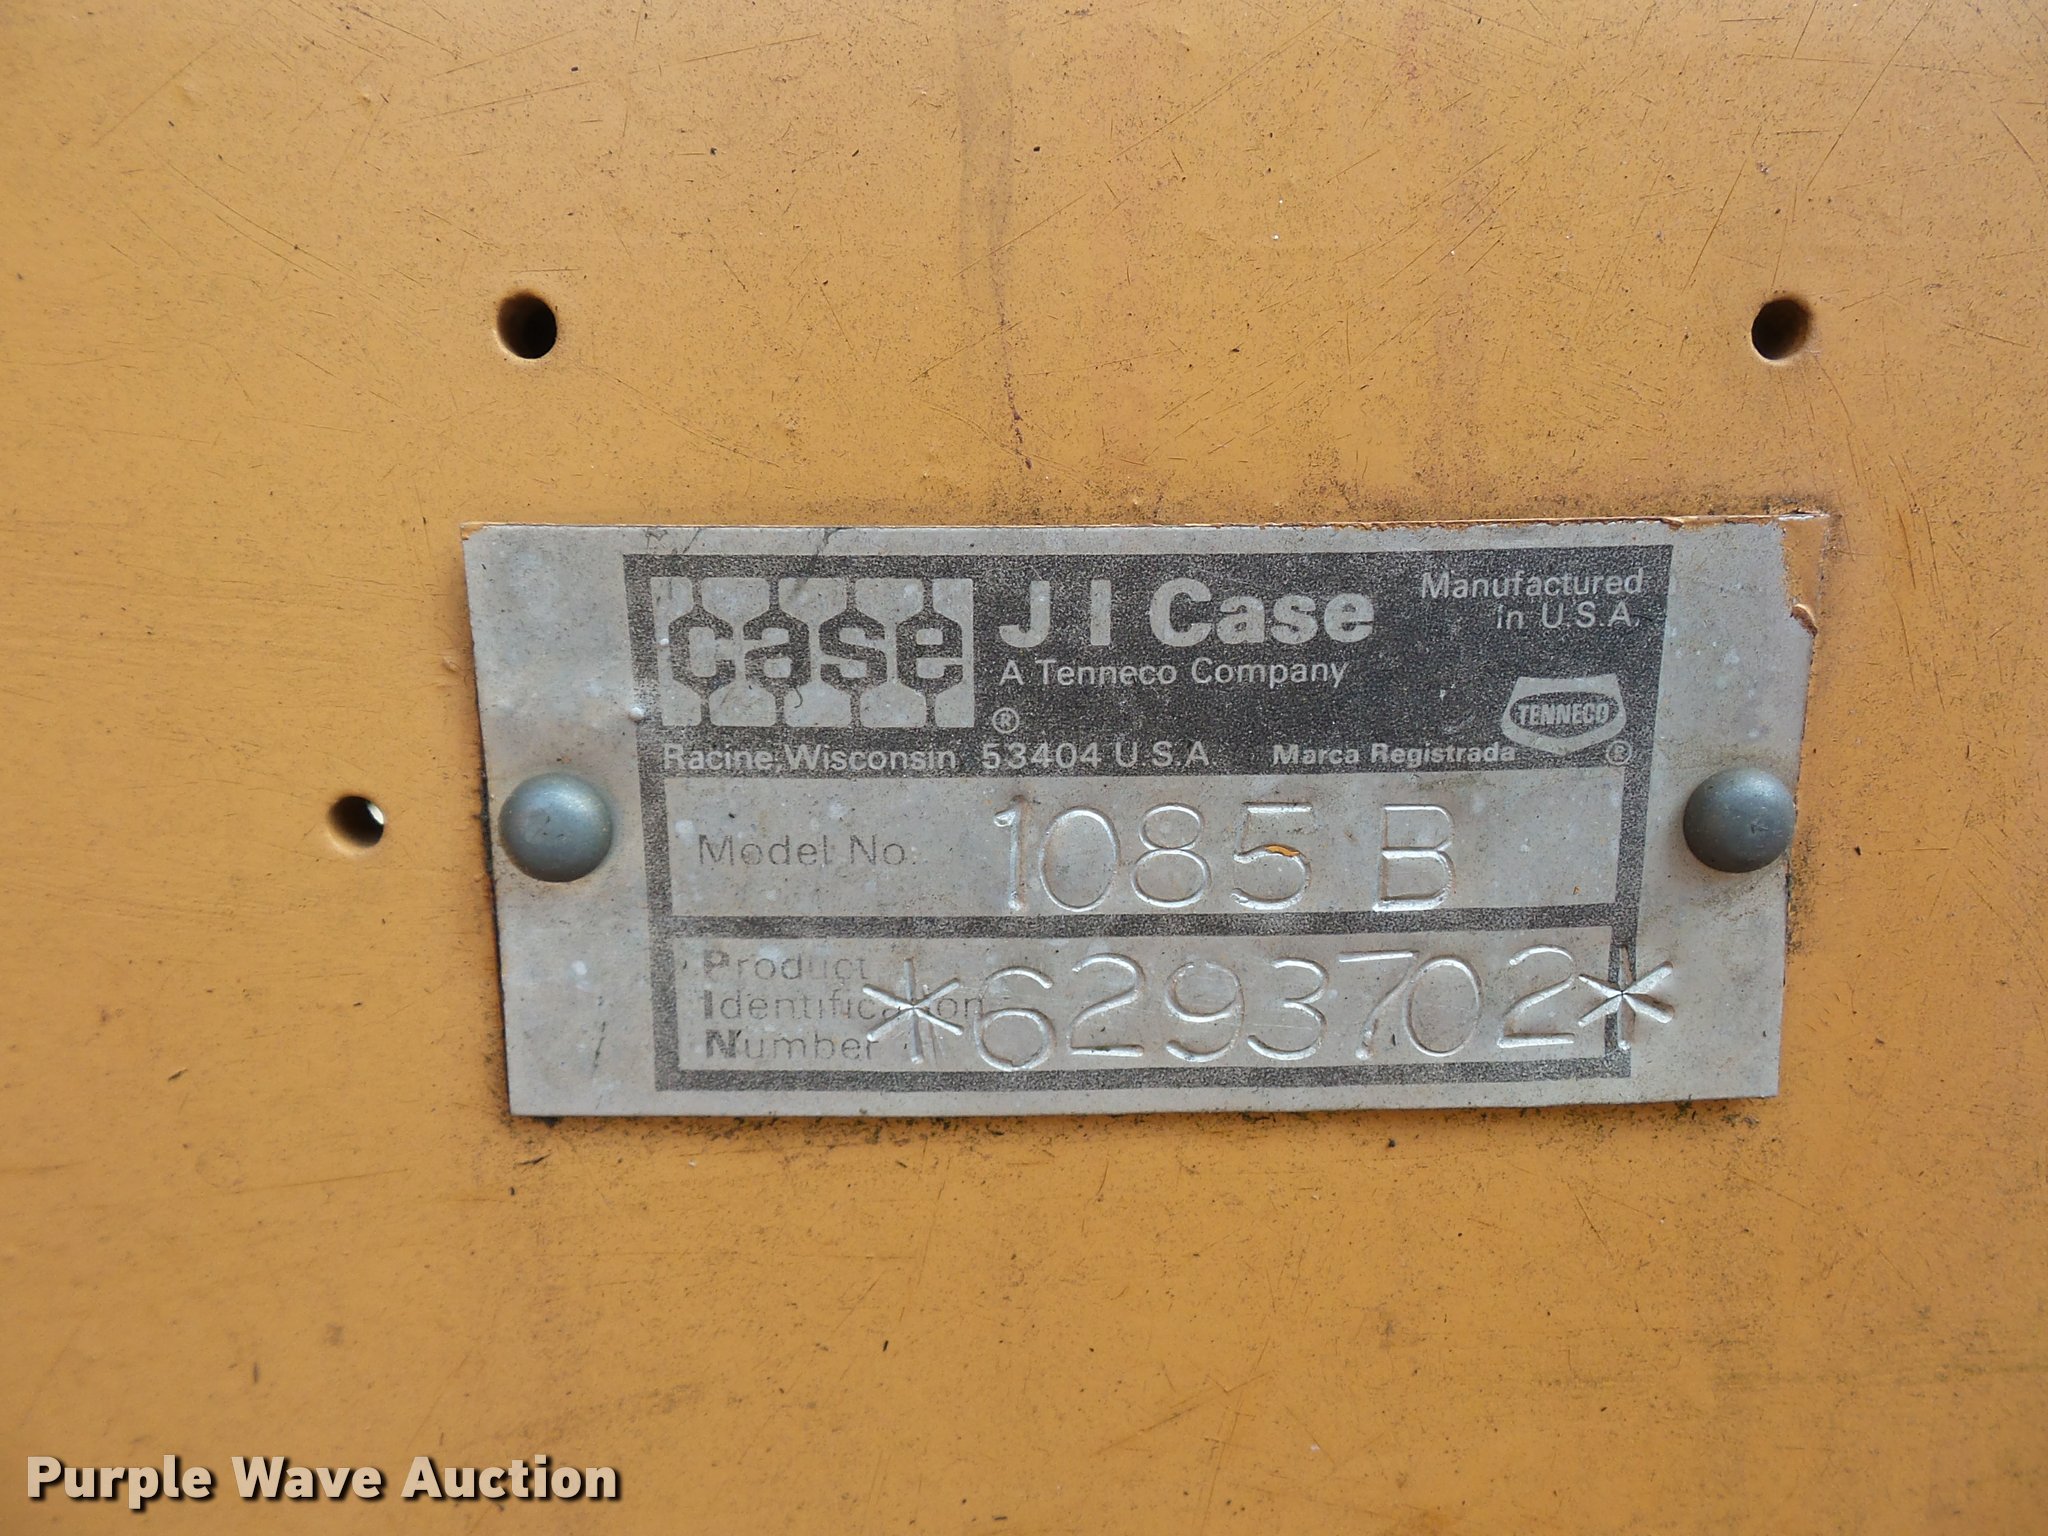 case
J I Case
Manufactured
in U.S.A.
A Tenneco Company
®
TENNECO
Racine, Wisconsin 53404 U S.A
Marca Registrada
®
Model No.
1085 B
Product
Identification
Number
*6293702*
Purple Wave Auction